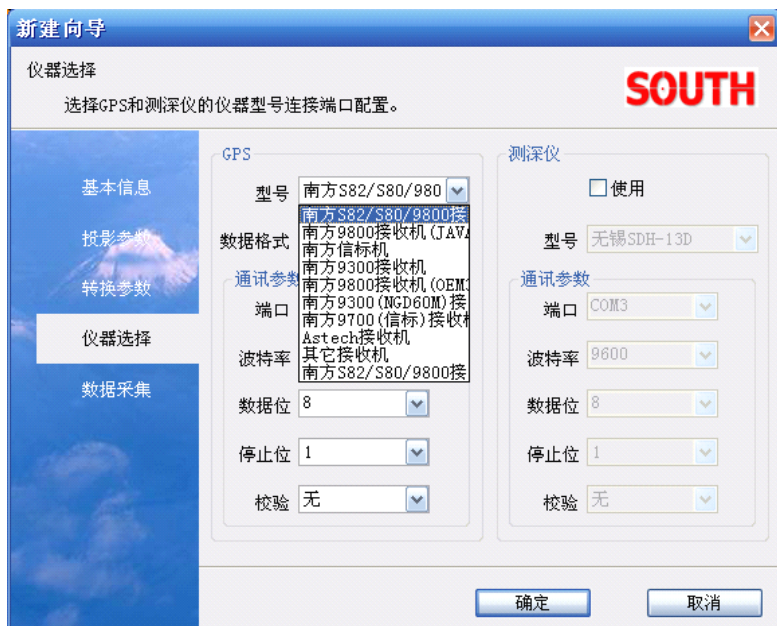 新建向导
仪器选择
选择GPS和测深仪的仪器型号连接端口配置。
SOUTH
基本信息
投影参数
转换参数
仪器选择
数据采集
GPS
型号 南方S82/S80/980
南方S82/S80/9800接
南方9800接收机(JAVA
南方信标机
南方9300接收机
南方9800接收机(OEM
南方9300(NGD60M)接
南方9700(信标)接收机
Astech接收机
其它接收机
南方S82/S80/9800接
数据格式
通讯参数
端口
波特率
数据位 8
停止位 1
校验 无
测深仪
使用
型号 无锡SDH-13D
通讯参数
端口 COM3
波特率 9600
数据位 8
停止位 1
校验 无
确定
取消